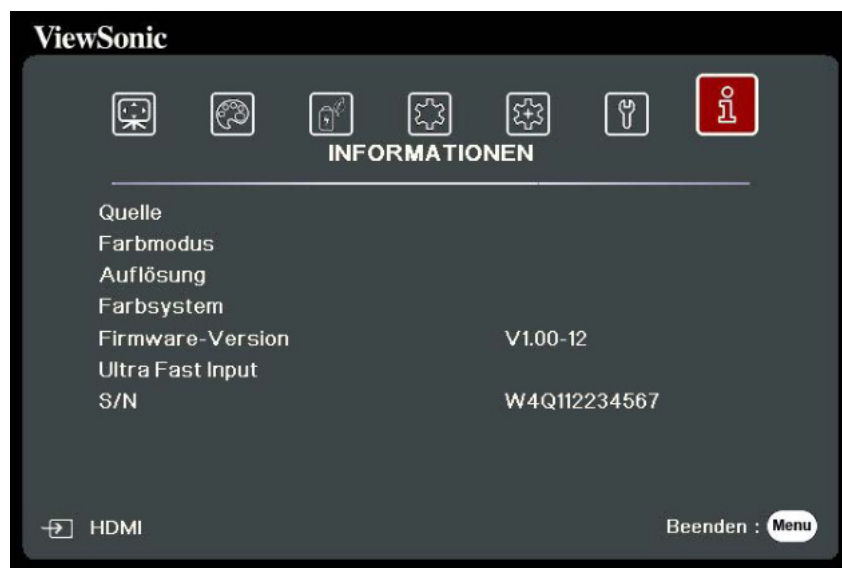 ViewSonic
INFORMATIONEN
Quelle
Farbmodus
Auflösung
Farbsystem
Firmware-Version V1.00-12
Ultra Fast Input
S/N W4Q112234567
HDMI Beenden : Menu